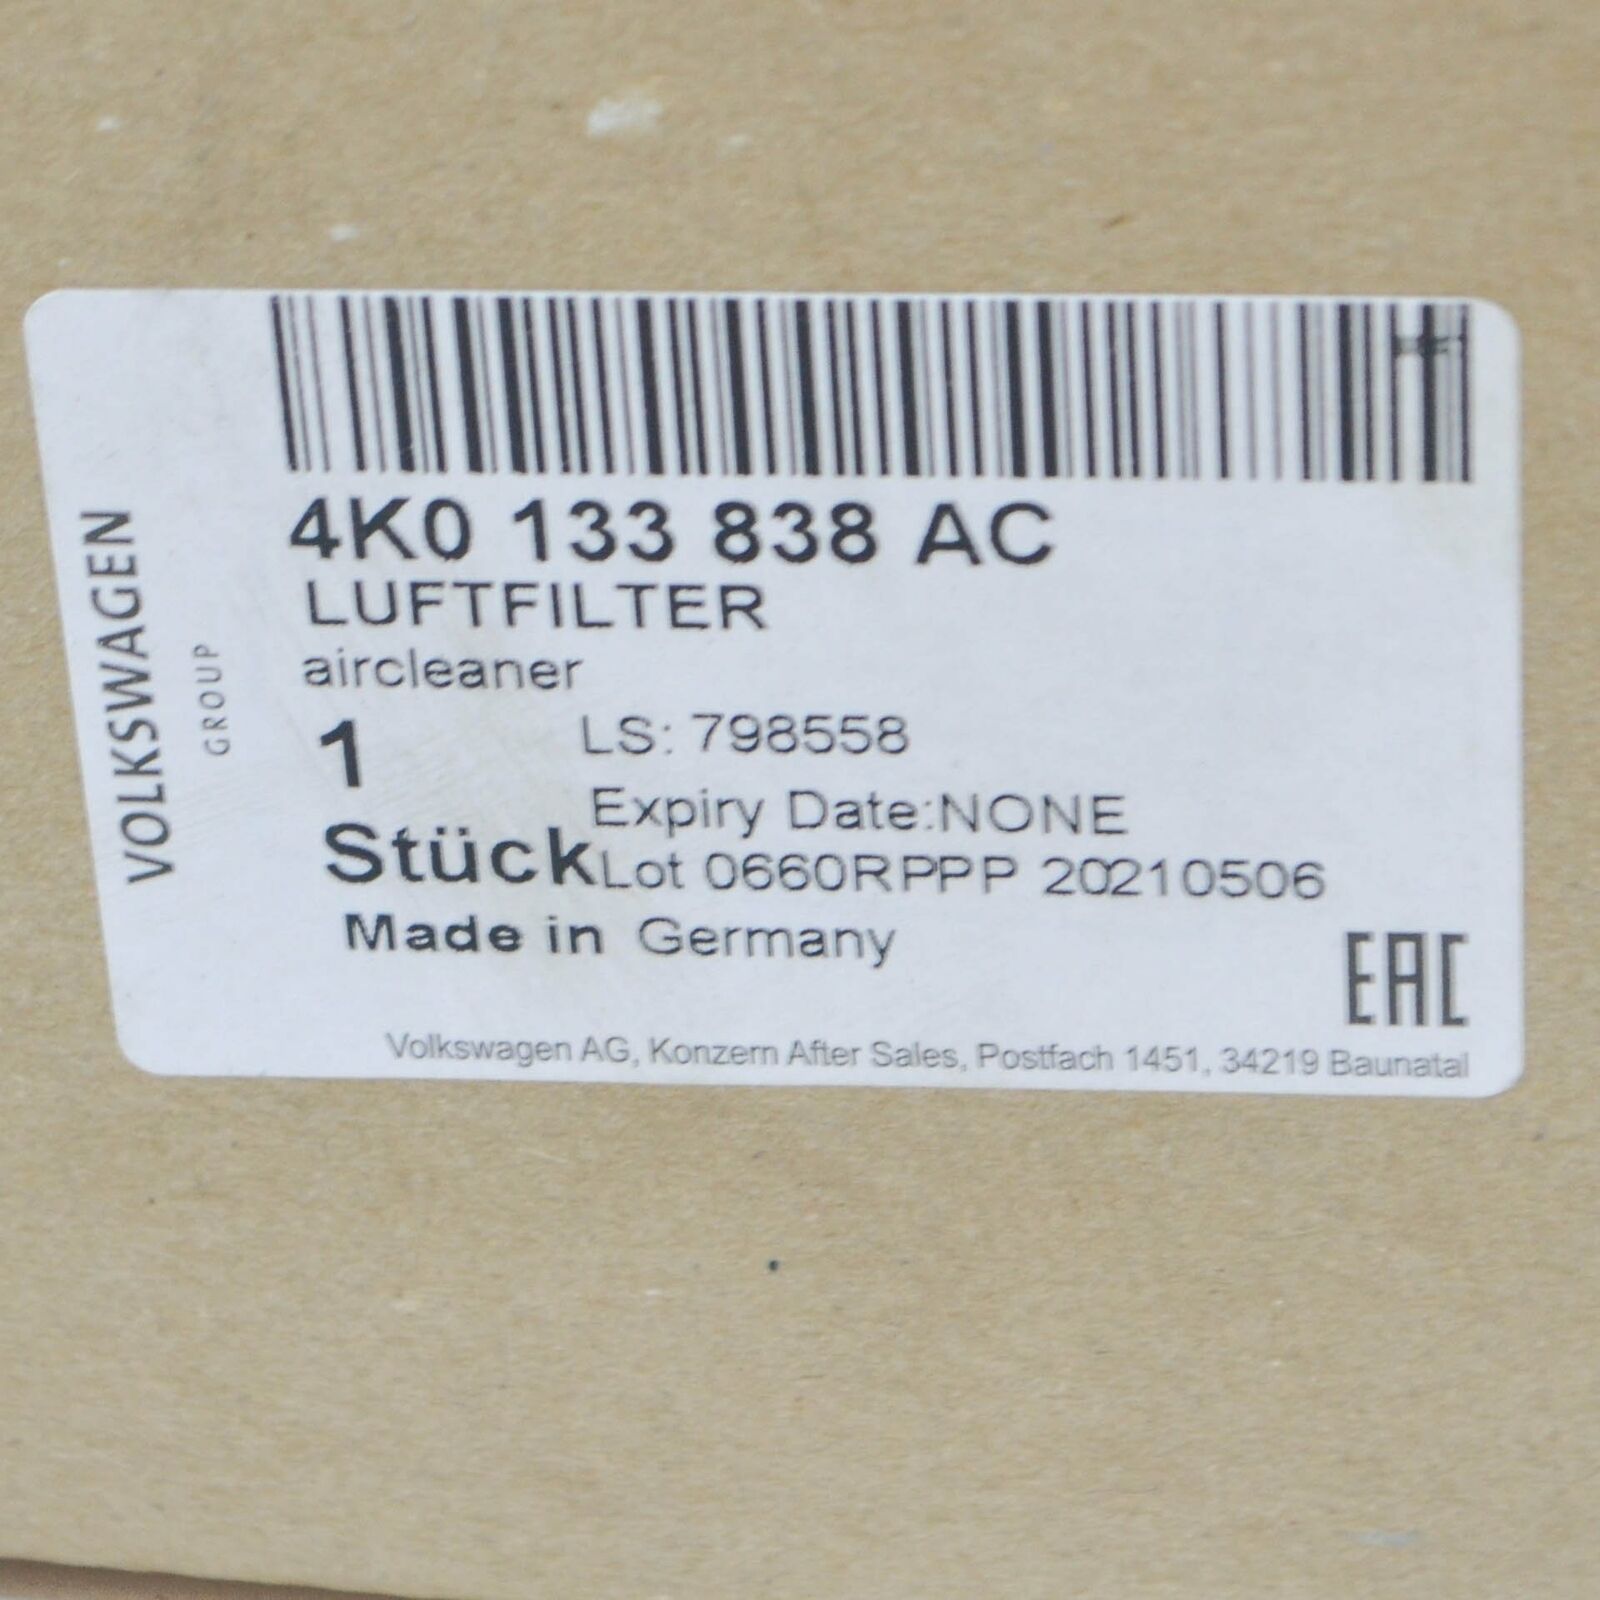 VOLKSWAGEN
GROUP
4K0 133 838 AC
LUFTFILTER
aircleaner
1
LS: 798558
Expiry Date:NONE
Stück
Lot 0660RPPP 20210506
Made in Germany
EAC
Volkswagen AG, Konzern After Sales, Postfach 1451, 34219 Baunatal